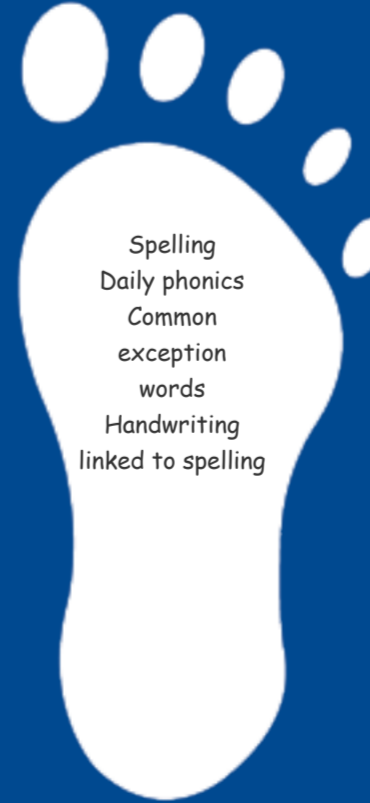 Spelling
Daily phonics
Common
exception
words
Handwriting
linked to spelling